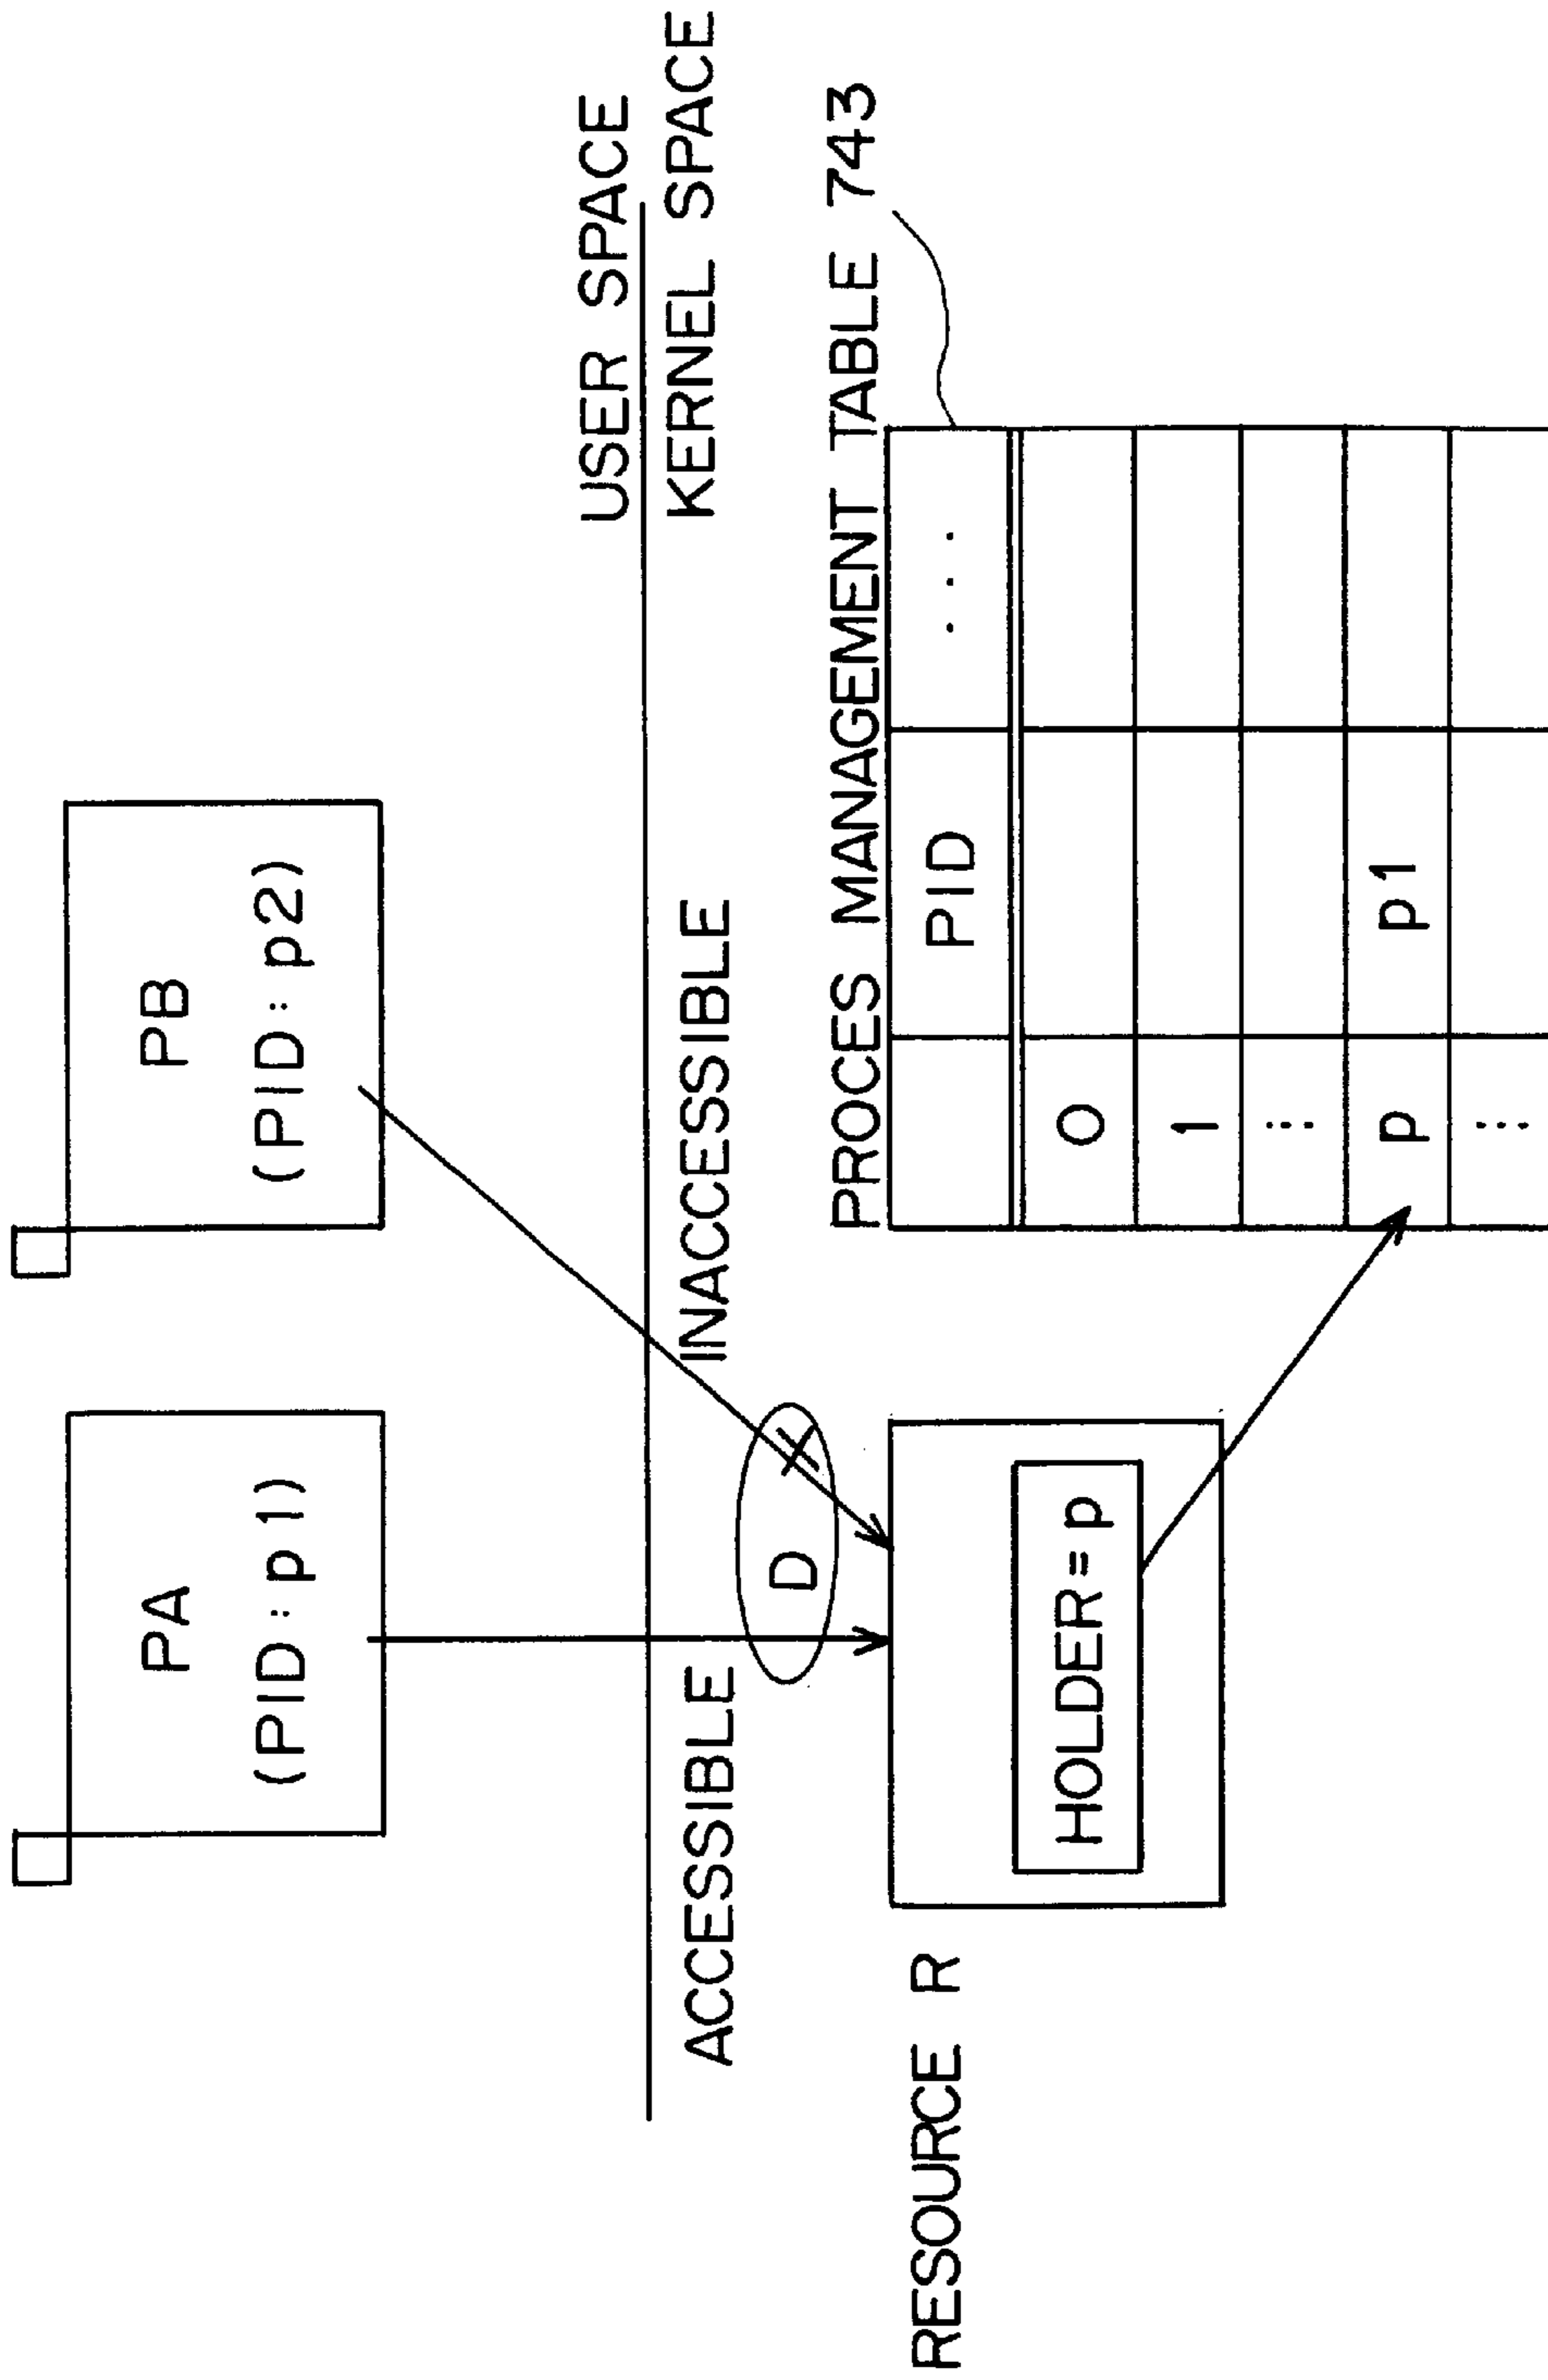 PA
(PID : p1)
PB
(PID : p2)
USER SPACE
KERNEL SPACE
ACCESSIBLE
INACCESSIBLE
D
RESOURCE R
HOLDER = p
PROCES MANAGEMENT TABLE 743
PID ...
0
1
⋮
p p1
⋮